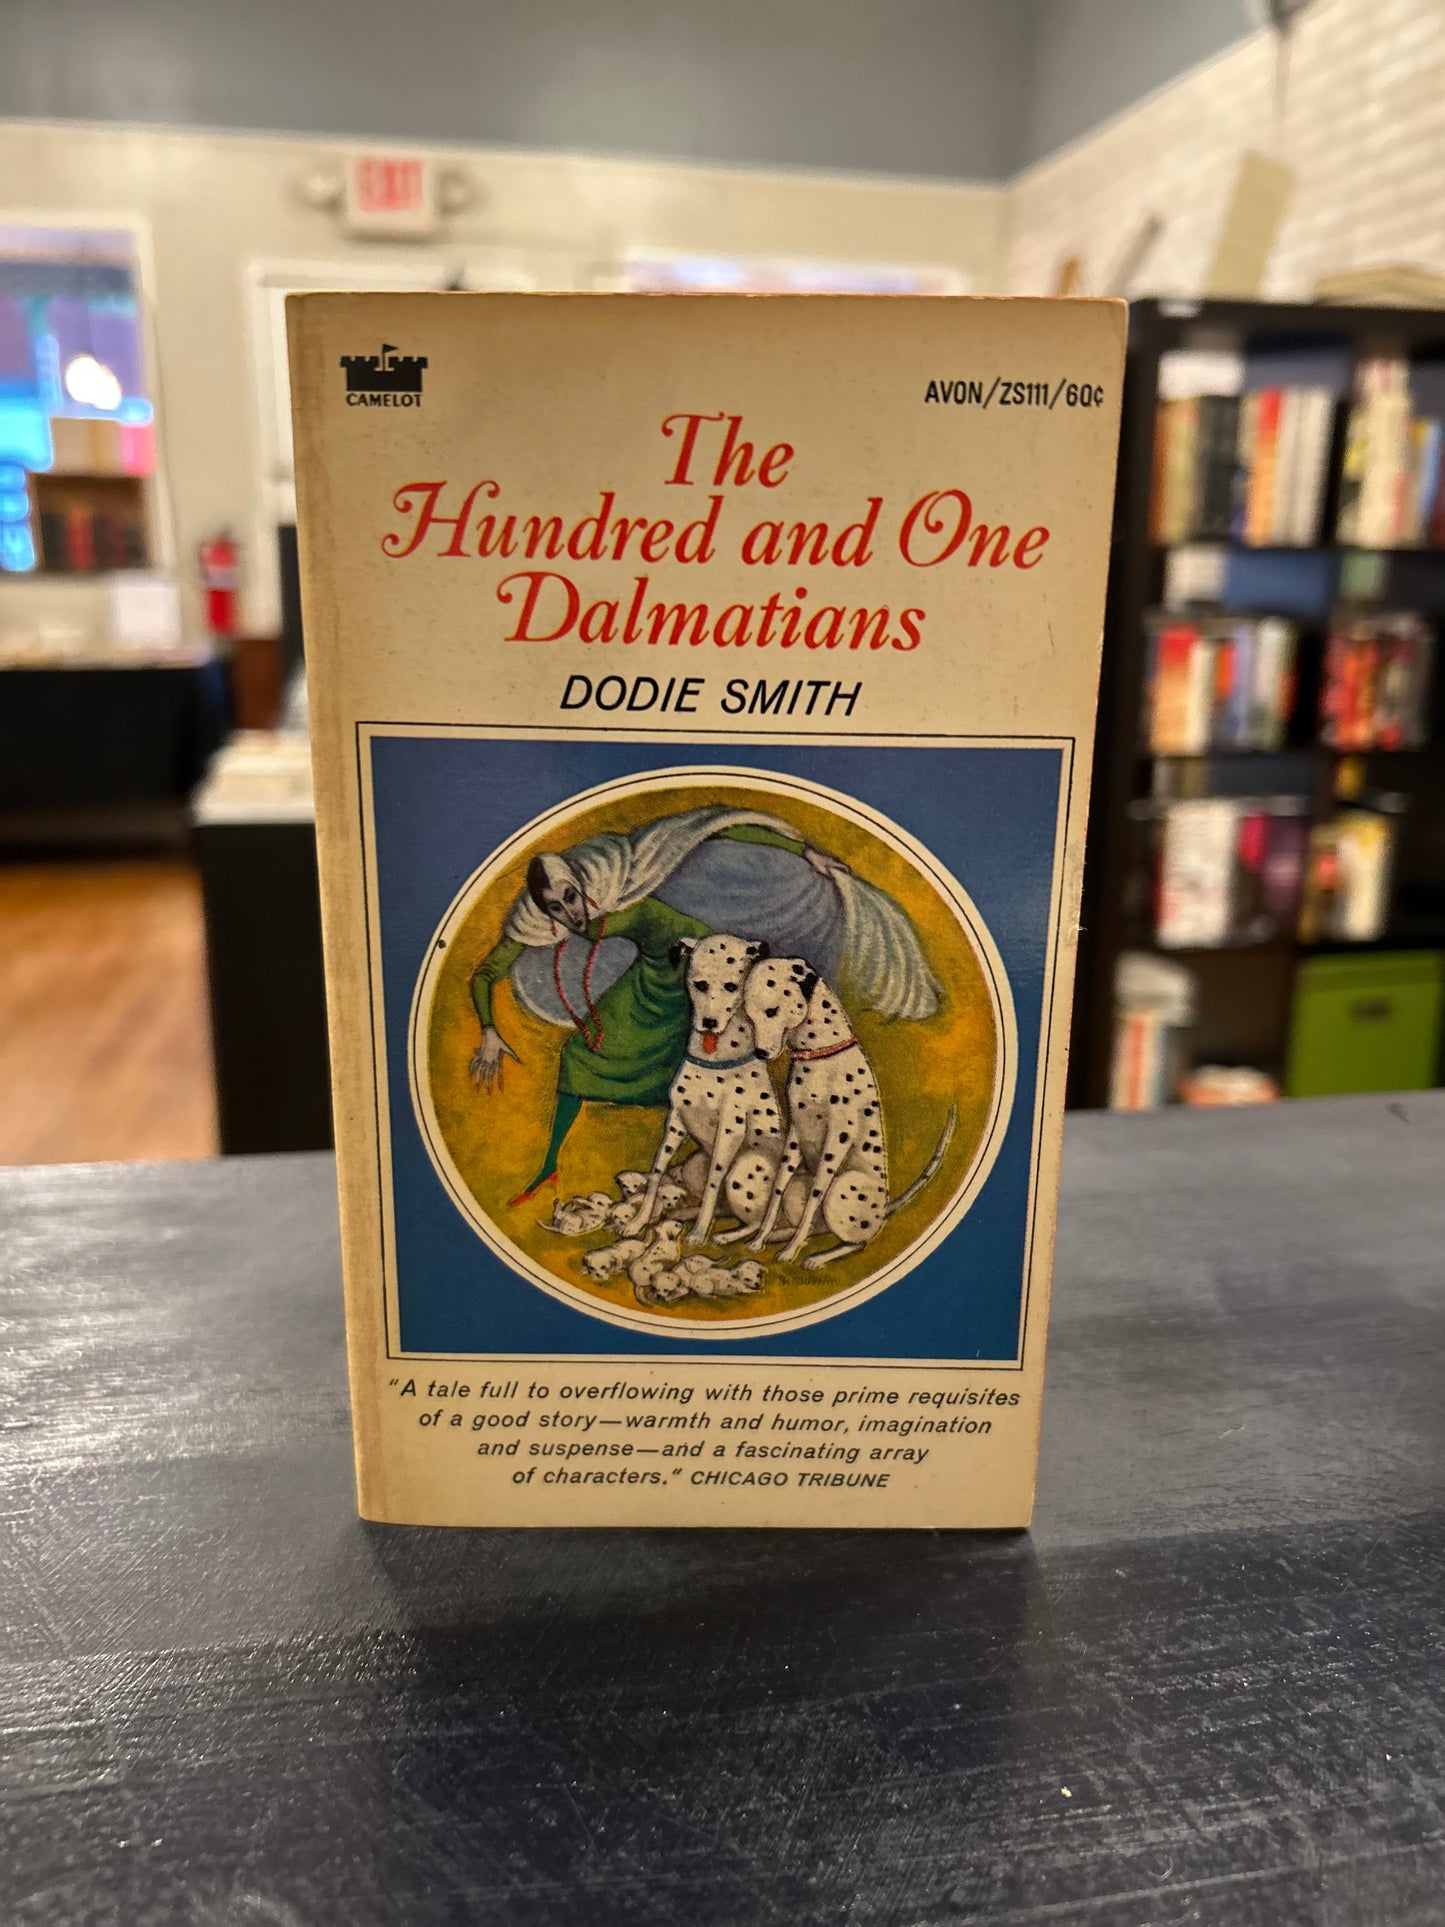 EXIT
CAMELOT
AVON/ZS111/60¢
The
Hundred and One
Dalmatians
DODIE SMITH
“A tale full to overflowing with those prime requisites
of a good story—warmth and humor, imagination
and suspense—and a fascinating array
of characters.” CHICAGO TRIBUNE